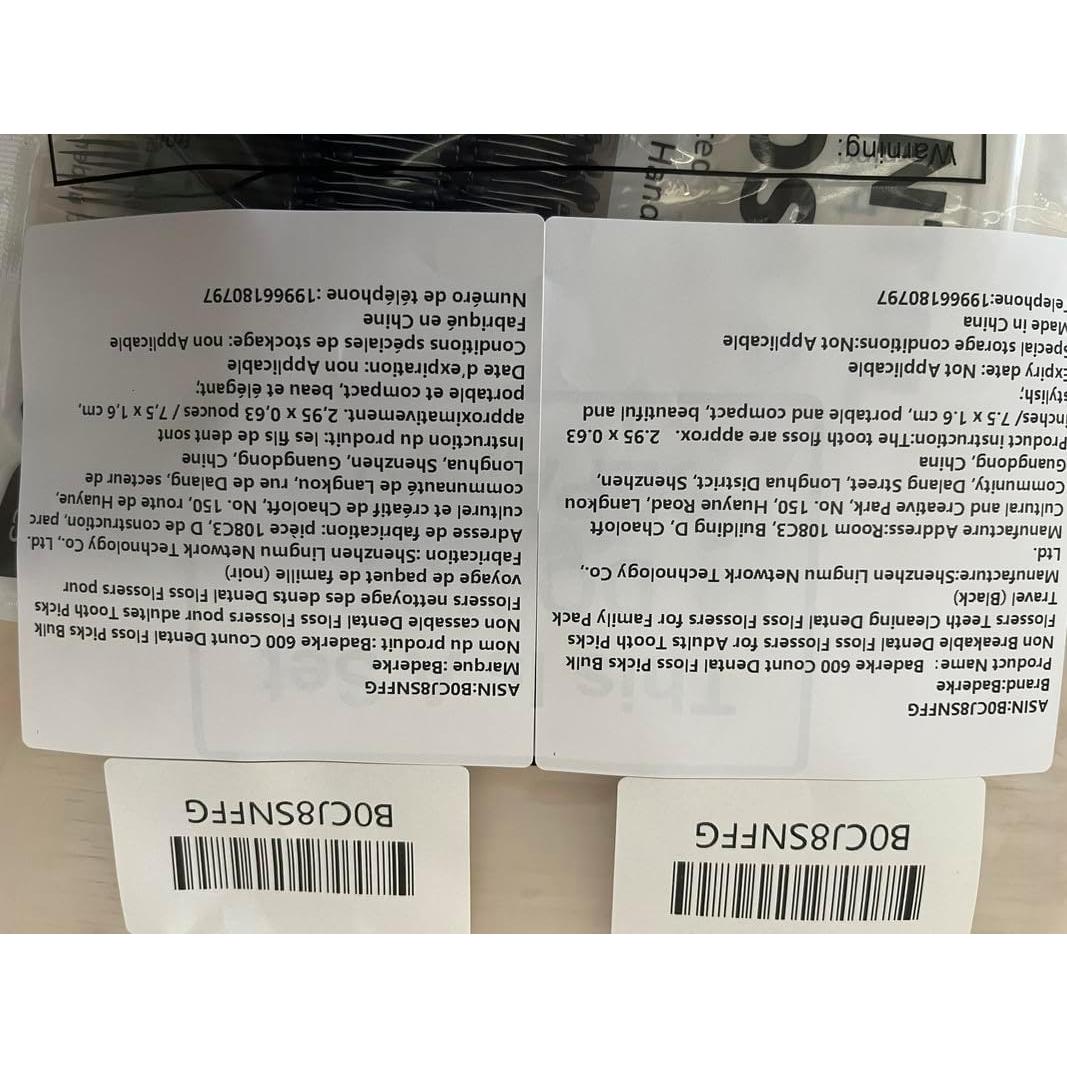 B0CJ8SNFFG
ASIN:B0CJ8SNFFG
Brand:Baderke
Product Name: Baderke 600 Count Dental Floss Picks Bulk
Non Breakable Dental Floss Flossers for Adults Tooth Picks
Flossers Teeth Cleaning Dental Floss Flossers for Family Pack
Travel (Black)
Manufacture:Shenzhen Lingmu Network Technology Co.,
Ltd.
Manufacture Address:Room 108C3, Building D, Chaoloft
Cultural and Creative Park, No. 150, Huayue Road, Langkou
Community, Dalang Street, Longhua District, Shenzhen,
Guangdong, China
Product instruction:The tooth floss are approx. 2.95 x 0.63
inches/ 7.5 x 1.6 cm, portable and compact, beautiful and
stylish;
Expiry date: Not Applicable
Special storage conditions:Not Applicable
Made in China
Telephone:19966180797
B0CJ8SNFFG
ASIN:B0CJ8SNFFG
Marque :Baderke
Nom du produit :Baderke 600 Count Dental Floss Picks Bulk
Non cassable Dental Floss Flossers pour adultes Tooth Picks
Flossers nettoyage des dents Dental Floss Flossers pour
voyage de paquet de famille (noir)
Fabrication :Shenzhen Lingmu Network Technology Co., Ltd.
Adresse de fabrication: pièce 108C3, D de construction, parc
culturel et créatif de Chaoloft, No. 150, route de Huayue,
communauté de Langkou, rue de Dalang, secteur de
Longhua, Shenzhen, Guangdong, Chine
Instruction du produit: les fils de dent sont
approximativement. 2,95 x 0,63 pouces / 7,5 x 1,6 cm,
portable et compact, beau et élégant;
Date d'expiration: non Applicable
Conditions spéciales de stockage: non Applicable
Fabriqué en Chine
Numéro de téléphone :19966180797
Warning: